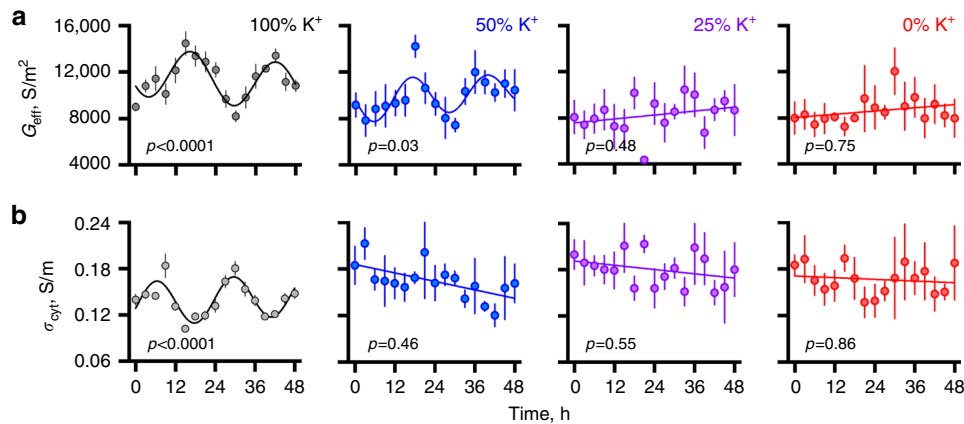 a
100% K⁺
50% K⁺
25% K⁺
0% K⁺
16,000
12,000
8000
4000
G_eff, S/m²
p<0.0001
p=0.03
p=0.48
p=0.75
b
0.24
0.18
0.12
0.06
σ_cyt, S/m
p<0.0001
p=0.46
p=0.55
p=0.86
0 12 24 36 48
0 12 24 36 48
0 12 24 36 48
0 12 24 36 48
Time, h